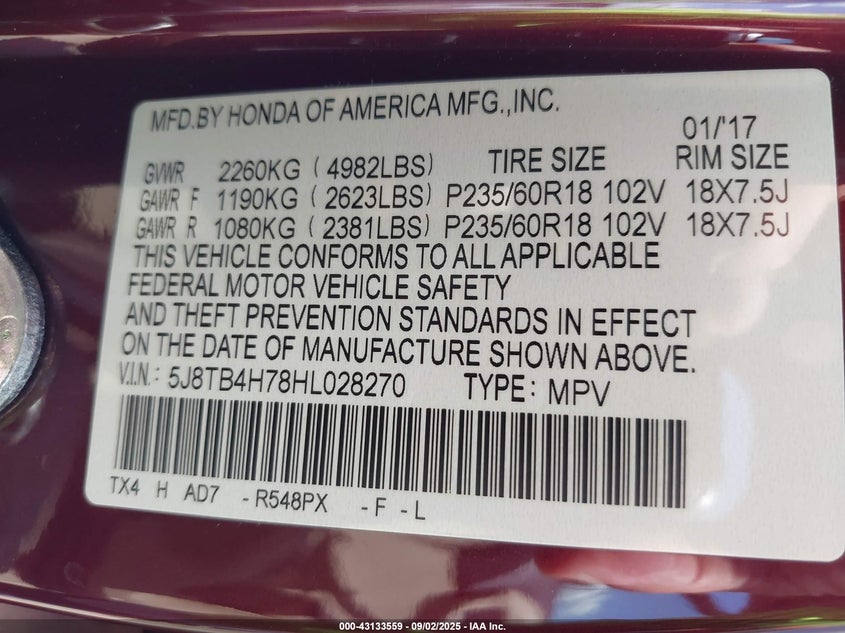 MFD.BY HONDA OF AMERICA MFG.,INC.
01/'17
GVWR 2260KG ( 4982LBS) TIRE SIZE RIM SIZE
GAWR F 1190KG ( 2623LBS) P235/60R18 102V 18X7.5J
GAWR R 1080KG ( 2381LBS) P235/60R18 102V 18X7.5J
THIS VEHICLE CONFORMS TO ALL APPLICABLE
FEDERAL MOTOR VEHICLE SAFETY
AND THEFT PREVENTION STANDARDS IN EFFECT
ON THE DATE OF MANUFACTURE SHOWN ABOVE.
V.I.N.: 5J8TB4H78HL028270 TYPE: MPV
TX4 H AD7 -R548PX -F -L
000-43133559 - 09/02/2025 - IAA Inc.